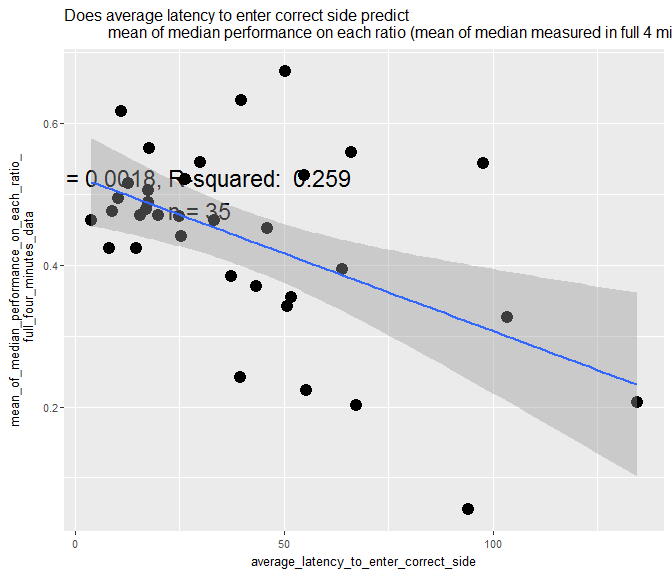 Does average latency to enter correct side predict
mean of median performance on each ratio (mean of median measured in full 4 mi
mean_of_median_performance_on_each_ratio_
full_four_minutes_data
0.6
0.4
0.2
= 0.0018, R-squared: 0.259
n = 35
0
50
100
average_latency_to_enter_correct_side